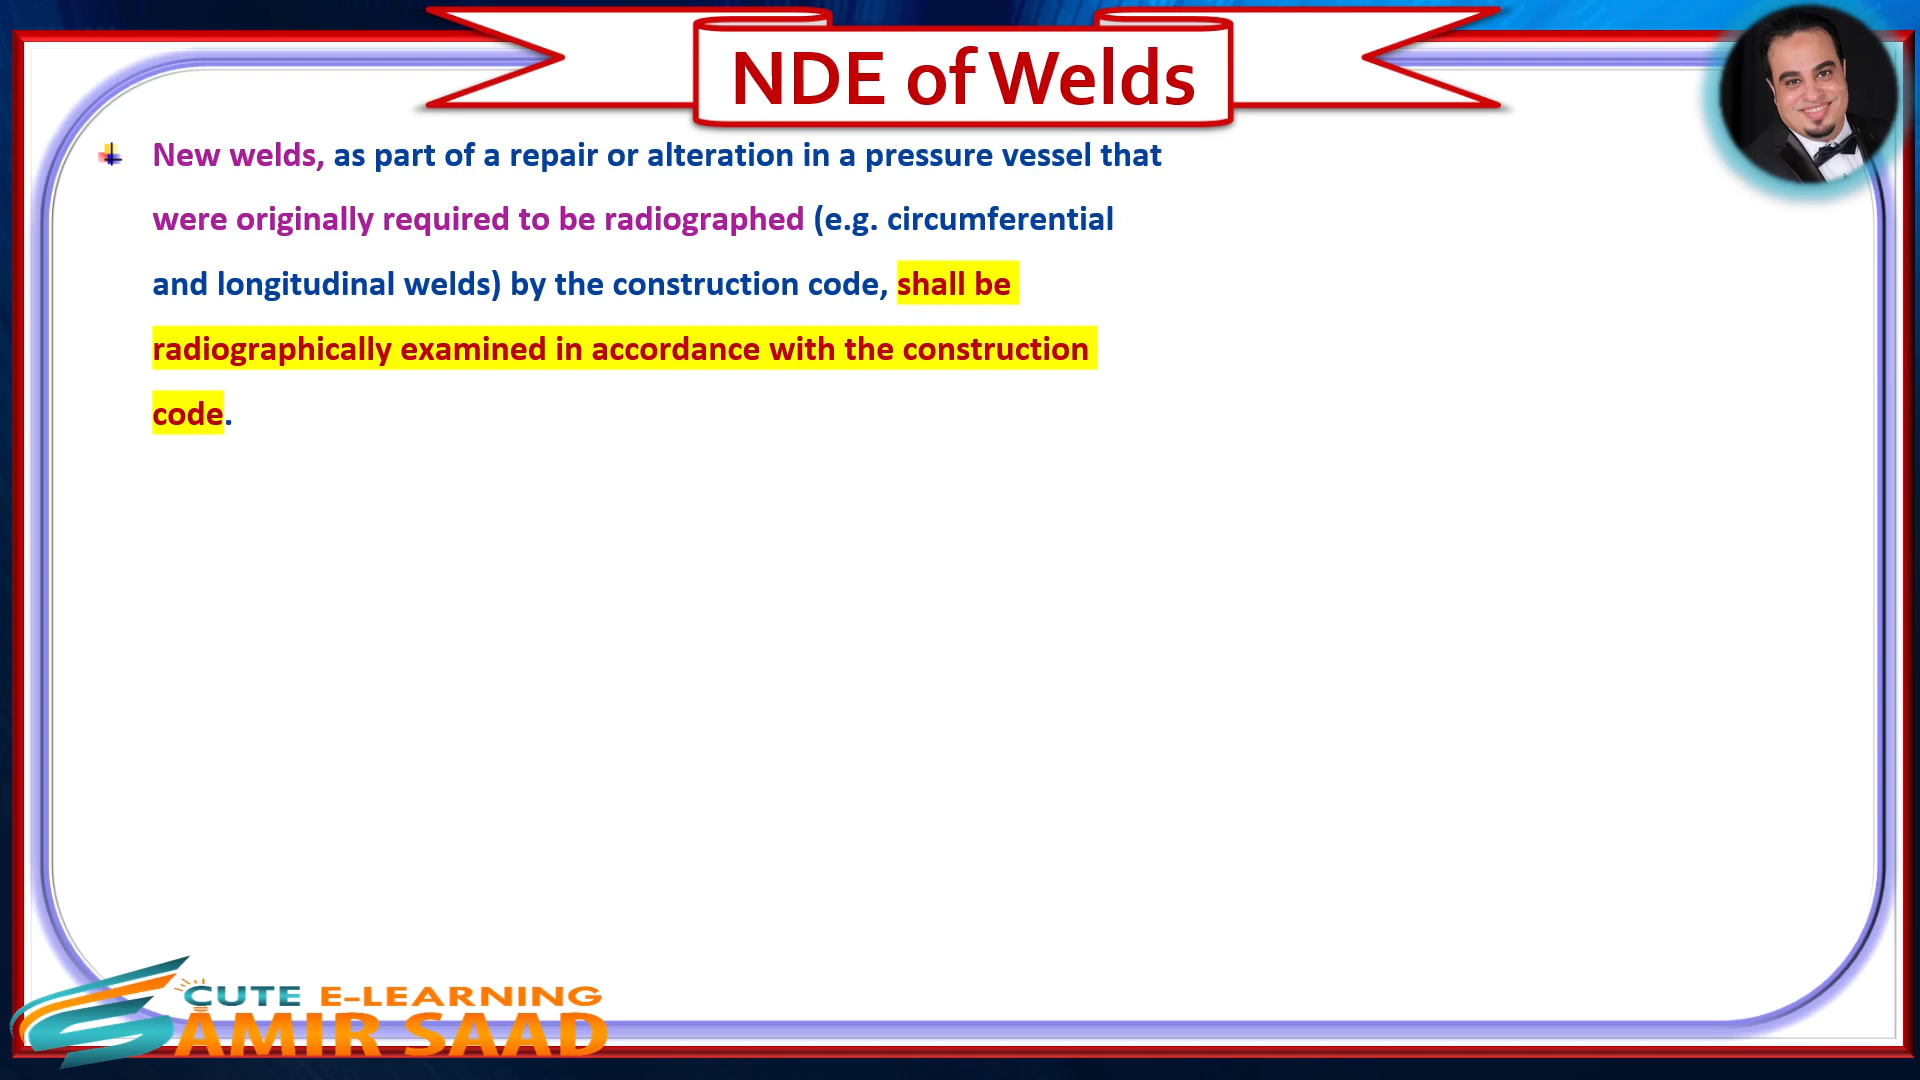 NDE of Welds
New welds, as part of a repair or alteration in a pressure vessel that
were originally required to be radiographed (e.g. circumferential
and longitudinal welds) by the construction code, shall be
radiographically examined in accordance with the construction
code.
CUTE E-LEARNING
AMIR SAAD